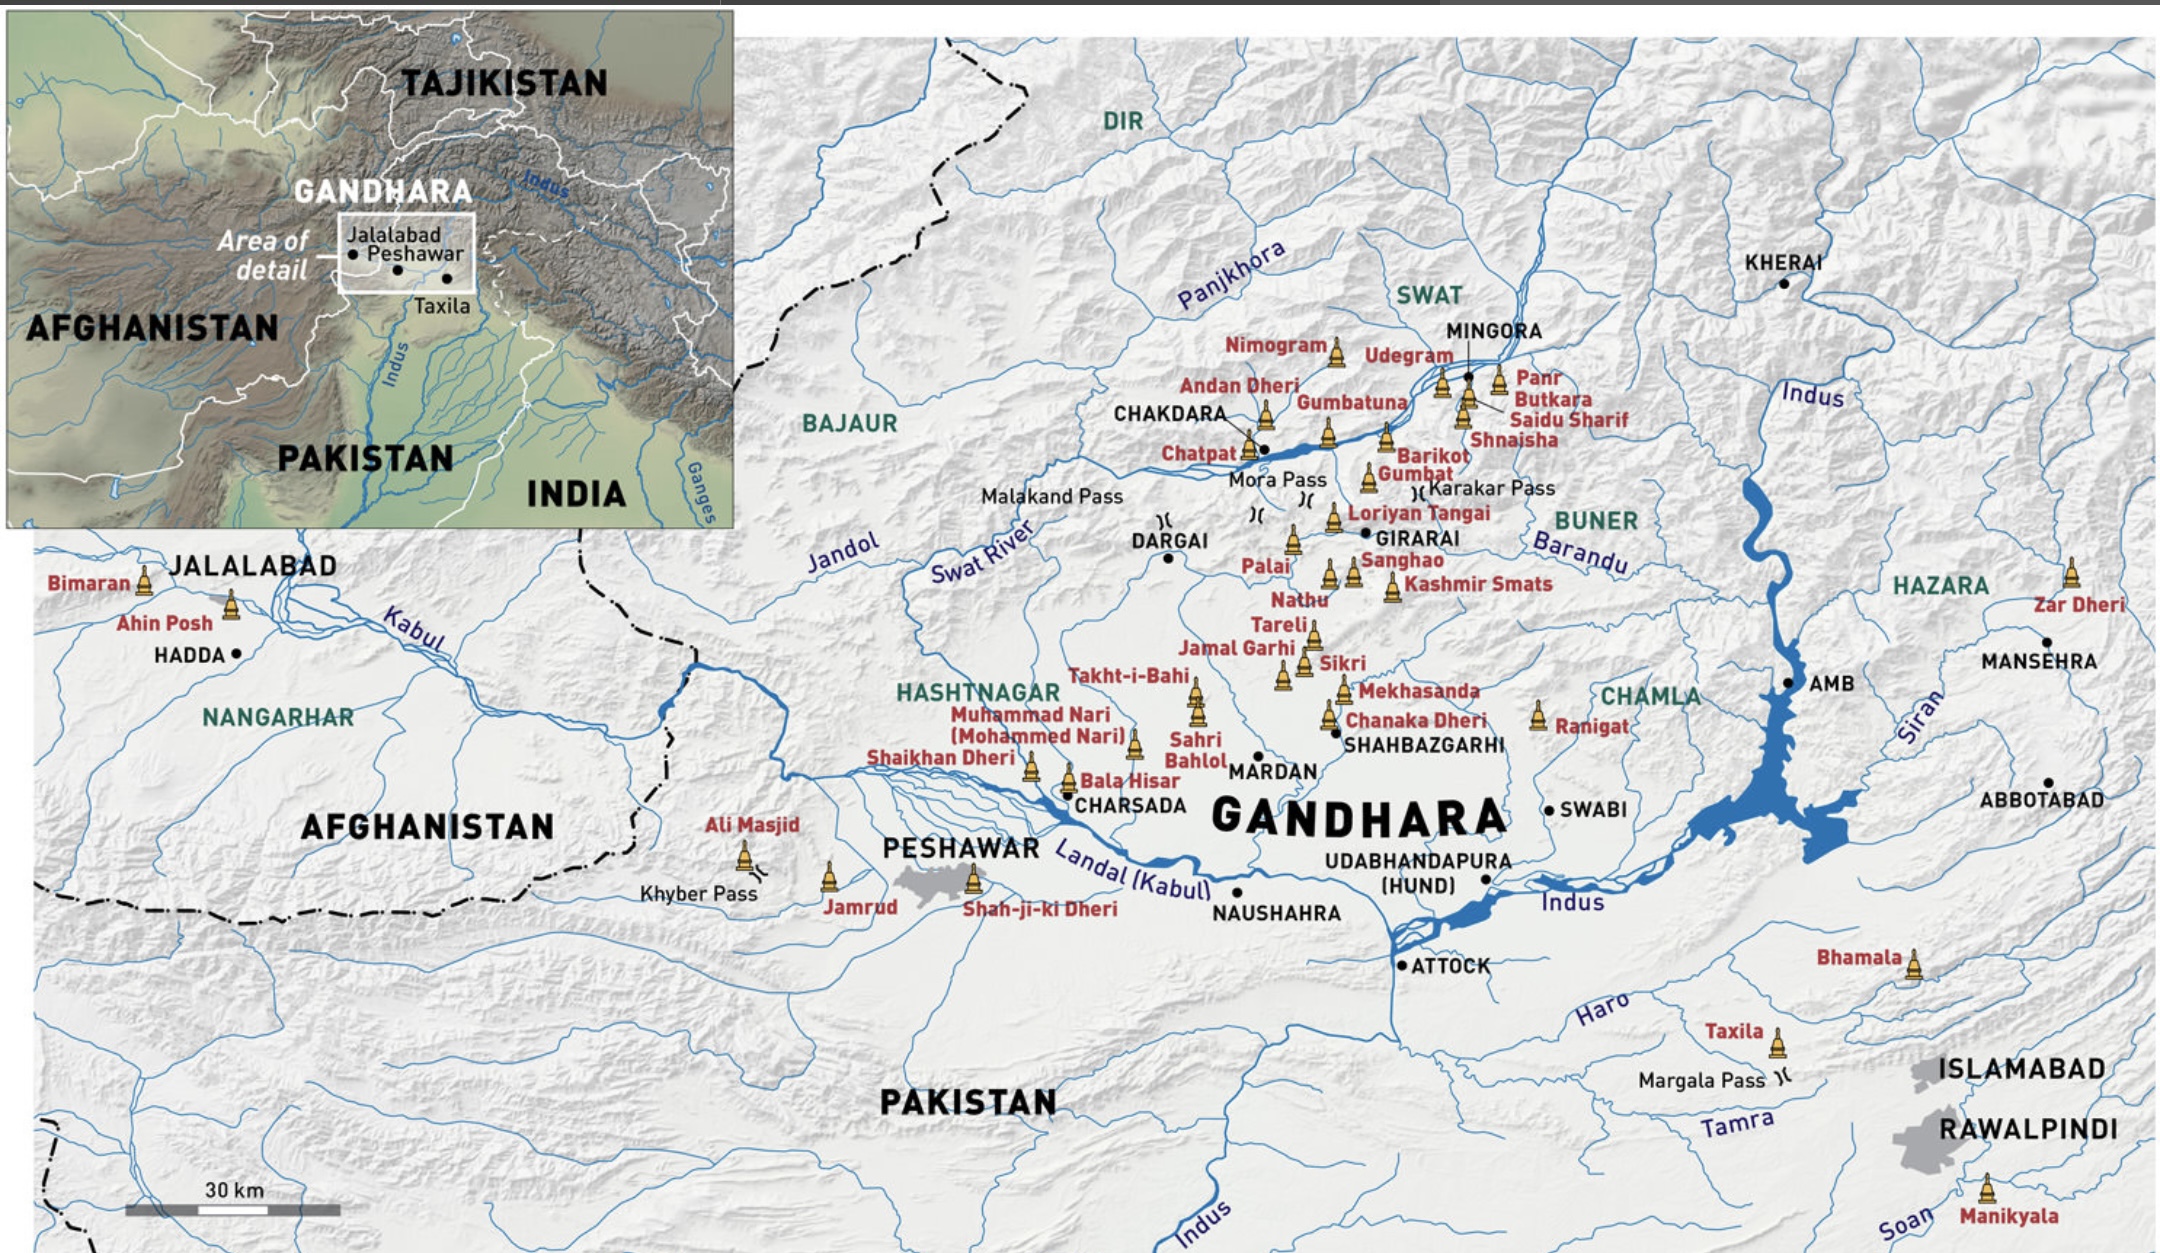 TAJIKISTAN
GANDHARA
Indus
Area of
detail
Jalalabad
Peshawar
Taxila
AFGHANISTAN
Indus
PAKISTAN
INDIA
Ganges
DIR
Panjkhora
SWAT
KHERAI
MINGORA
Nimogram
Udegram
Panr
Andan Dheri
Butkara
Indus
Gumbatuna
CHAKDARA
Saidu Sharif
BAJAUR
Shnaisha
Chatpat
Barikot
Gumbat
Mora Pass
Karakar Pass
Malakand Pass
Loriyan Tangai
BUNER
DARGAI
GIRARAI
Jandol
Swat River
Barandu
Palai
Sanghao
JALALABAD
Bimaran
Kashmir Smats
HAZARA
Nathu
Zar Dheri
Ahin Posh
Kabul
Tareli
Jamal Garhi
HADDA
Sikri
MANSEHRA
Takht-i-Bahi
AMB
HASHTNAGAR
Mekhasanda
CHAMLA
Siran
NANGARHAR
Muhammad Nari
(Mohammed Nari)
Chanaka Dheri
Ranigat
Sahri
Bahlol
SHAHBAZGARHI
Shaikhan Dheri
MARDAN
Bala Hisar
CHARSADA
ABBOTABAD
GANDHARA
SWABI
AFGHANISTAN
Ali Masjid
PESHAWAR
Landal (Kabul)
UDABHANDAPURA
(HUND)
Khyber Pass
Indus
Jamrud
Shah-ji-ki Dheri
NAUSHAHRA
ATTOCK
Bhamala
Haro
Taxila
ISLAMABAD
Margala Pass
PAKISTAN
Tamra
RAWALPINDI
30 km
Indus
Soan
Manikyala